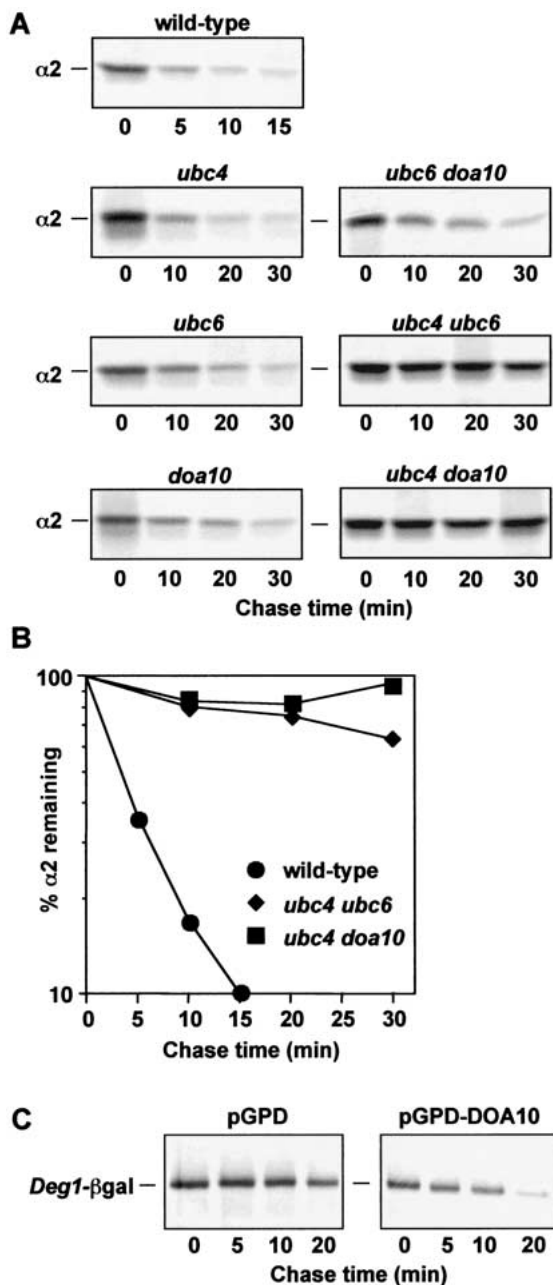 A
wild-type
α2
0 5 10 15
ubc4
ubc6 doa10
α2
0 10 20 30
0 10 20 30
ubc6
ubc4 ubc6
α2
0 10 20 30
0 10 20 30
doa10
ubc4 doa10
α2
0 10 20 30
0 10 20 30
Chase time (min)
B
100
% α2 remaining
wild-type
ubc4 ubc6
ubc4 doa10
10
0 5 10 15 20 25 30
Chase time (min)
C
pGPD
pGPD-DOA10
Deg1-βgal
0 5 10 20
0 5 10 20
Chase time (min)